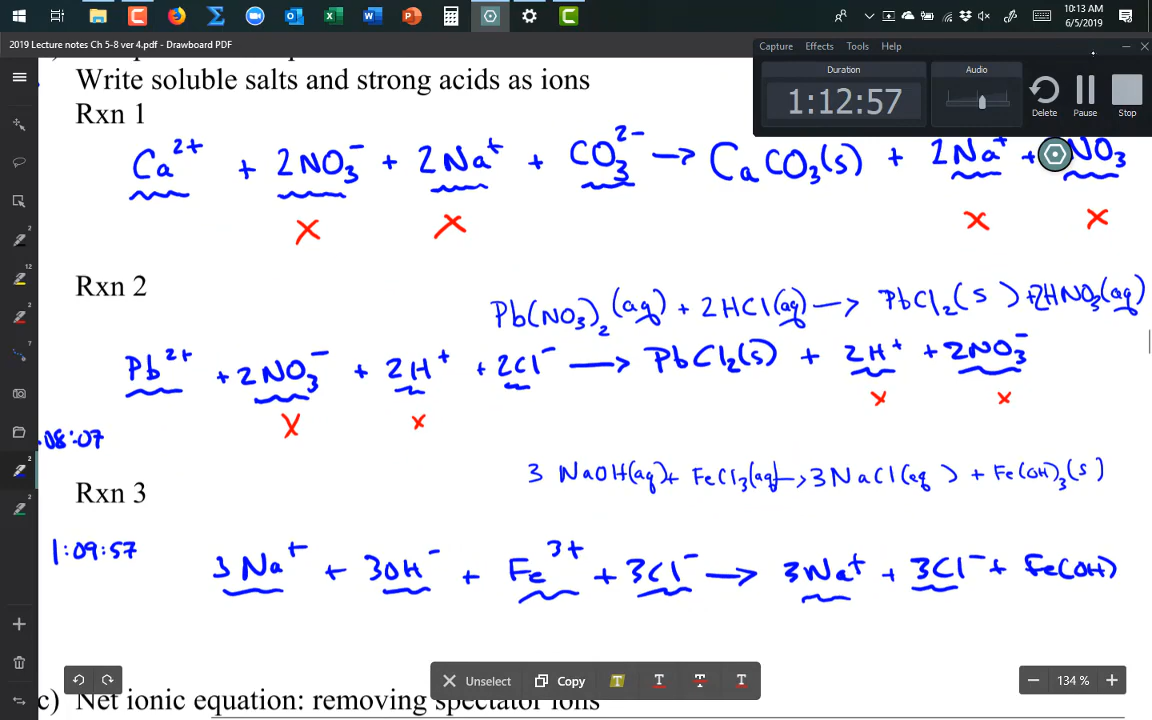 10:13 AM
6/5/2019
2019 Lecture notes Ch 5-8 ver 4.pdf - Drawboard PDF
Capture Effects Tools Help
Duration
Audio
1:12:57
Delete Pause Stop
Write soluble salts and strong acids as ions
Rxn 1
Ca²⁺ + 2NO₃⁻ + 2Na⁺ + CO₃²⁻ → CaCO₃(s) + 2Na⁺ + NO₃
x x x x
Rxn 2
Pb(NO₃)₂(aq) + 2HCl(aq) → PbCl₂(s) + 2HNO₃(aq)
Pb²⁺ + 2NO₃⁻ + 2H⁺ + 2Cl⁻ → PbCl₂(s) + 2H⁺ + 2NO₃⁻
x x x x
08:07
3 NaOH(aq) + FeCl₃(aq) → 3NaCl(aq) + Fe(OH)₃(s)
Rxn 3
1:09:57
3Na⁺ + 3OH⁻ + Fe³⁺ + 3Cl⁻ → 3Na⁺ + 3Cl⁻ + Fe(OH)
Unselect Copy T T T T
134 %
c) Net ionic equation: removing spectator ions